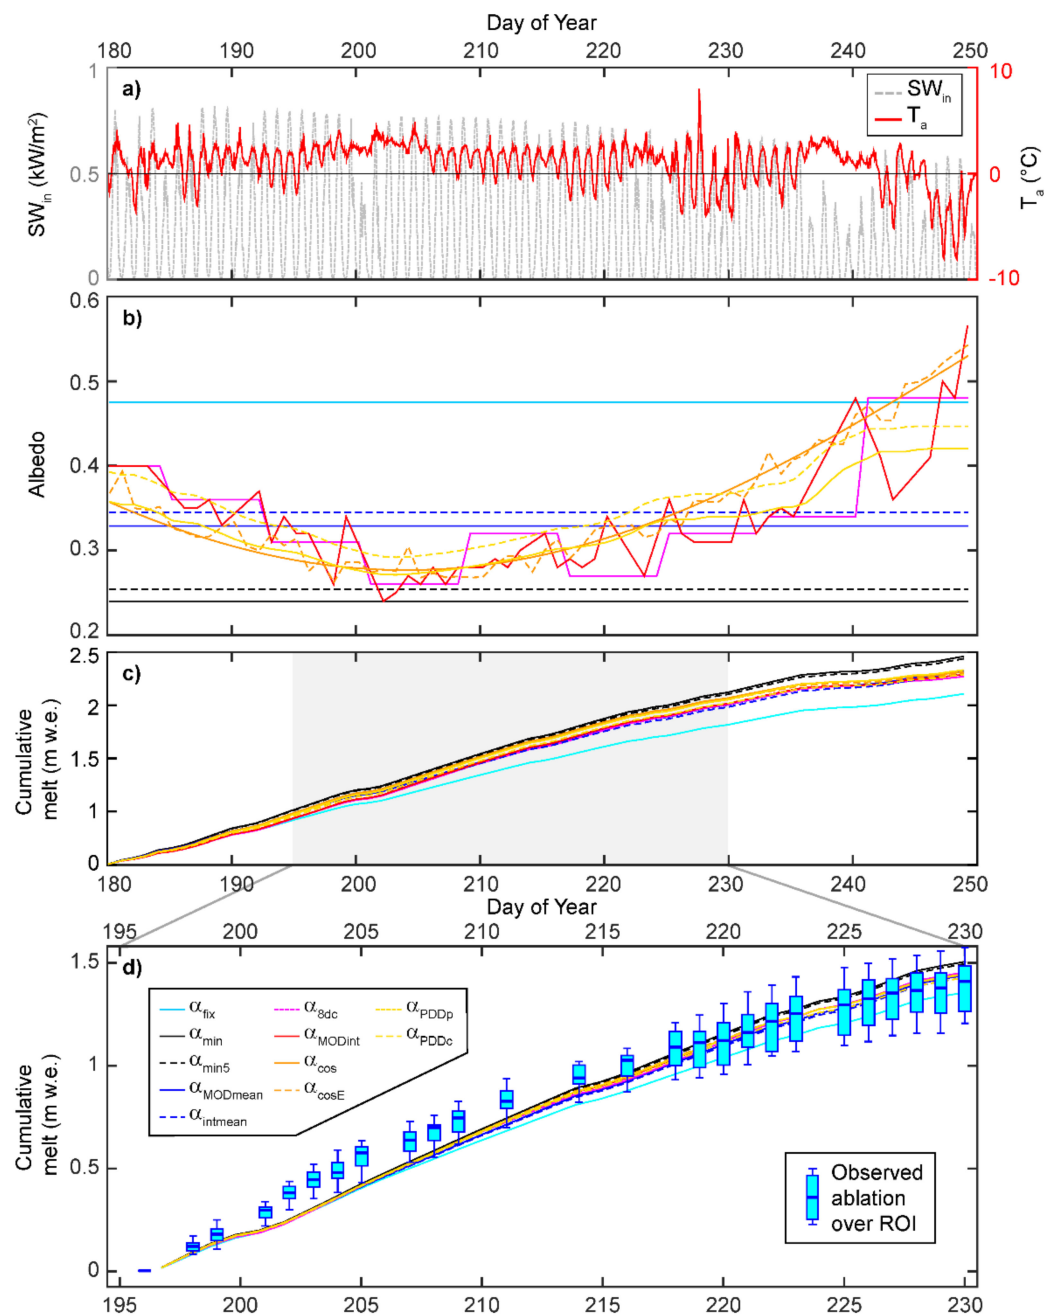 Day of Year
180 190 200 210 220 230 240 250
a)
1
0.5
0
SW_in (kW/m²)
10
0
-10
T_a (°C)
SW_in
T_a
b)
0.6
0.5
0.4
0.3
0.2
Albedo
c)
2.5
2
1.5
1
0
Cumulative
melt (m w.e.)
180 190 200 210 220 230 240 250
Day of Year
195 200 205 210 215 220 225 230
d)
1.5
1
0.5
0
Cumulative
melt (m w.e.)
α_fix α_8dc α_PDDp
α_min α_MODint α_PDDc
α_min5 α_cos
α_MODmean α_cosE
α_intmean
Observed
ablation
over ROI
195 200 205 210 215 220 225 230